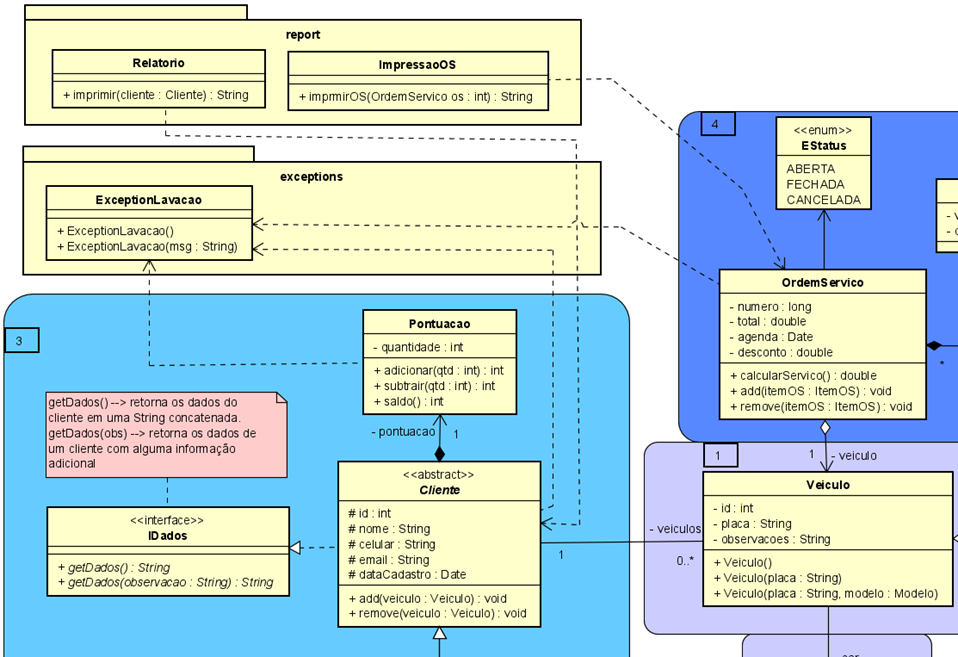 report
Relatorio
+ imprimir(cliente : Cliente) : String
ImpressaoOS
+ imprmirOS(OrdemServico os : int) : String
exceptions
ExceptionLavacao
+ ExceptionLavacao()
+ ExceptionLavacao(msg : String)
4
<<enum>>
EStatus
ABERTA
FECHADA
CANCELADA
OrdemServico
- numero : long
- total : double
- agenda : Date
- desconto : double
+ calcularServico() : double
+ add(itemOS : ItemOS) : void
+ remove(itemOS : ItemOS) : void
*
3
Pontuacao
- quantidade : int
+ adicionar(qtd : int) : int
+ subtrair(qtd : int) : int
+ saldo() : int
- pontuacao
1
getDados() --> retorna os dados do
cliente em uma String concatenada.
getDados(obs) --> retorna os dados de
um cliente com alguma informação
adicional
<<interface>>
IDados
+ getDados() : String
+ getDados(observacao : String) : String
<<abstract>>
Cliente
# id : int
# nome : String
# celular : String
# email : String
# dataCadastro : Date
+ add(veiculo : Veiculo) : void
+ remove(veiculo : Veiculo) : void
1
- veiculos
0..*
1
1
- veiculo
Veiculo
- id : int
- placa : String
- observacoes : String
+ Veiculo()
+ Veiculo(placa : String)
+ Veiculo(placa : String, modelo : Modelo)